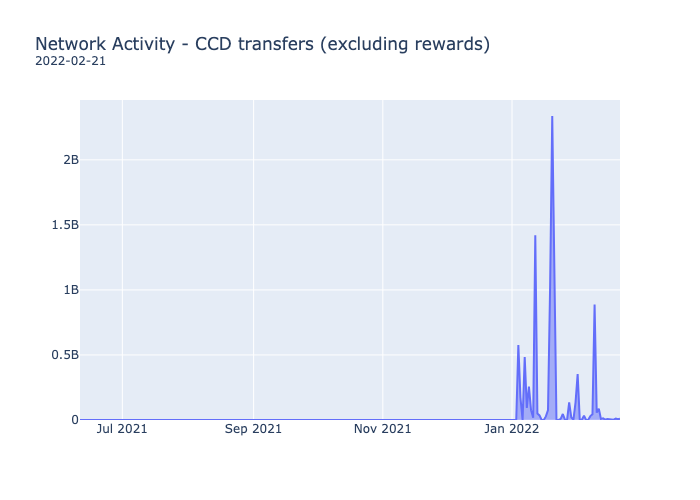 Network Activity - CCD transfers (excluding rewards)
2022-02-21
2B
1.5B
1B
0.5B
0
Jul 2021 Sep 2021 Nov 2021 Jan 2022